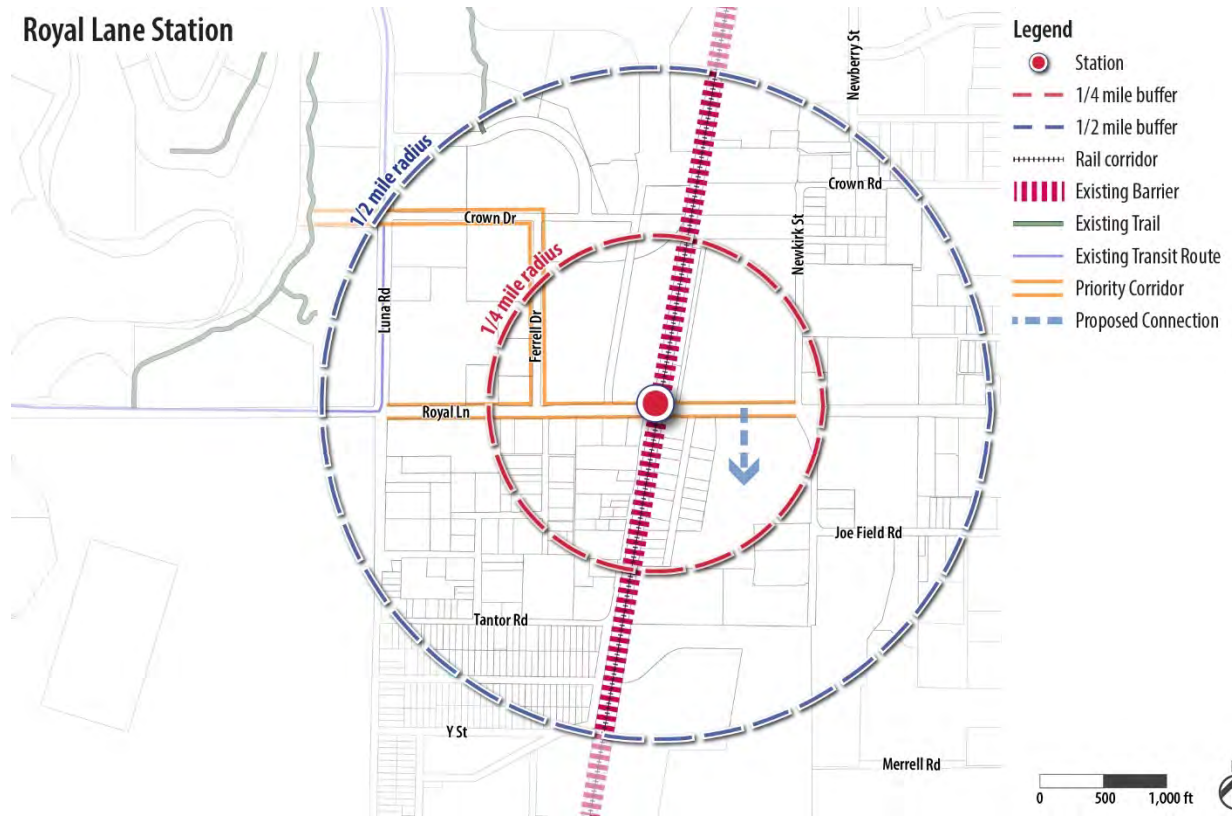 Royal Lane Station
Legend
Station
1/4 mile buffer
1/2 mile buffer
Rail corridor
Existing Barrier
Existing Trail
Existing Transit Route
Priority Corridor
Proposed Connection
Newberry St
Crown Rd
1/2 mile radius
Crown Dr
Newkirk St
1/4 mile radius
Luna Rd
Ferrell Dr
Royal Ln
Joe Field Rd
Tantor Rd
Y St
Merrell Rd
0 500 1,000 ft